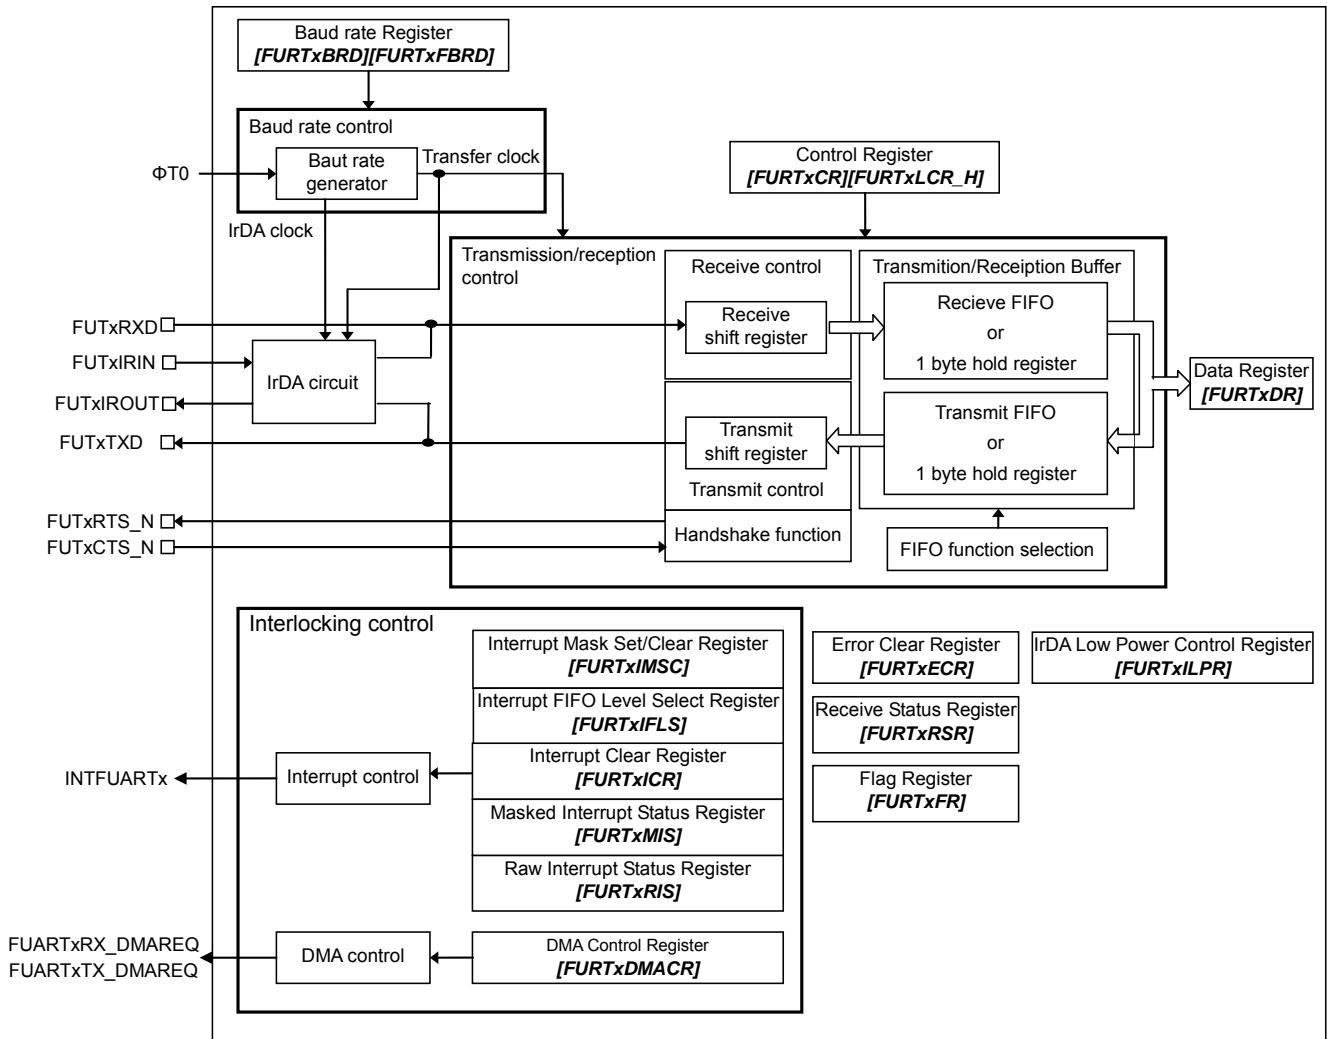 Baud rate Register
[FURTxBRD][FURTxFBRD]
Baud rate control
Baut rate
generator
Transfer clock
ΦT0
IrDA clock
Control Register
[FURTxCR][FURTxLCR_H]
Transmission/reception
control
Receive control
Receive
shift register
Transmition/Receiption Buffer
Recieve FIFO
or
1 byte hold register
Data Register
[FURTxDR]
FUTxRXD
FUTxIRIN
FUTxIROUT
FUTxTXD
IrDA circuit
Transmit
shift register
Transmit control
Transmit FIFO
or
1 byte hold register
FUTxRTS_N
FUTxCTS_N
Handshake function
FIFO function selection
Interlocking control
Interrupt Mask Set/Clear Register
[FURTxIMSC]
Interrupt FIFO Level Select Register
[FURTxIFLS]
Interrupt Clear Register
[FURTxICR]
Masked Interrupt Status Register
[FURTxMIS]
Raw Interrupt Status Register
[FURTxRIS]
INTFUARTx
Interrupt control
Error Clear Register
[FURTxECR]
IrDA Low Power Control Register
[FURTxILPR]
Receive Status Register
[FURTxRSR]
Flag Register
[FURTxFR]
FUARTxRX_DMAREQ
FUARTxTX_DMAREQ
DMA control
DMA Control Register
[FURTxDMACR]